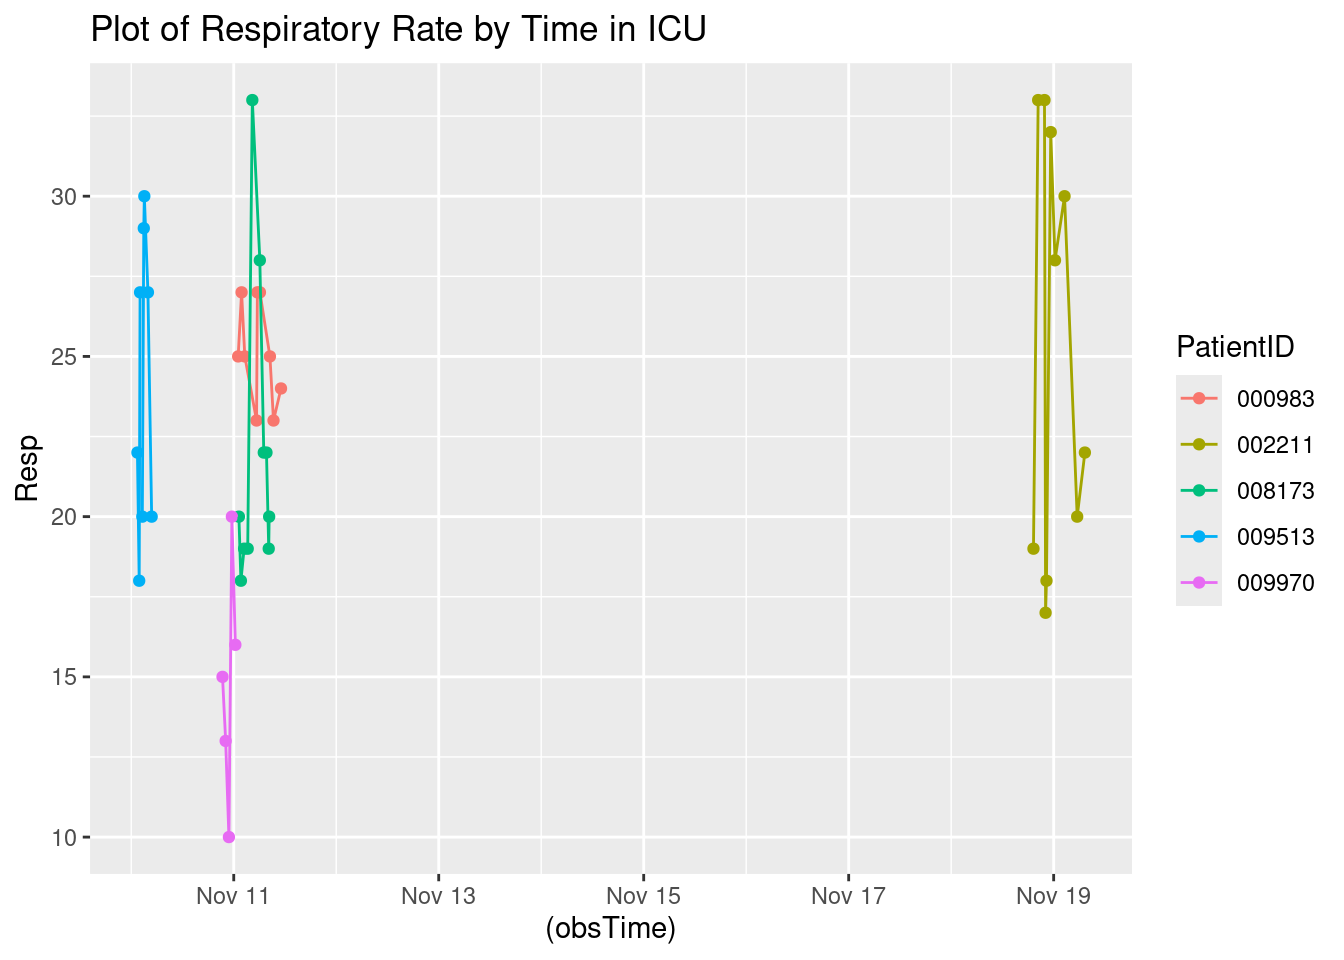 Plot of Respiratory Rate by Time in ICU
Resp
30
25
20
15
10
Nov 11 Nov 13 Nov 15 Nov 17 Nov 19
(obsTime)
PatientID
000983
002211
008173
009513
009970